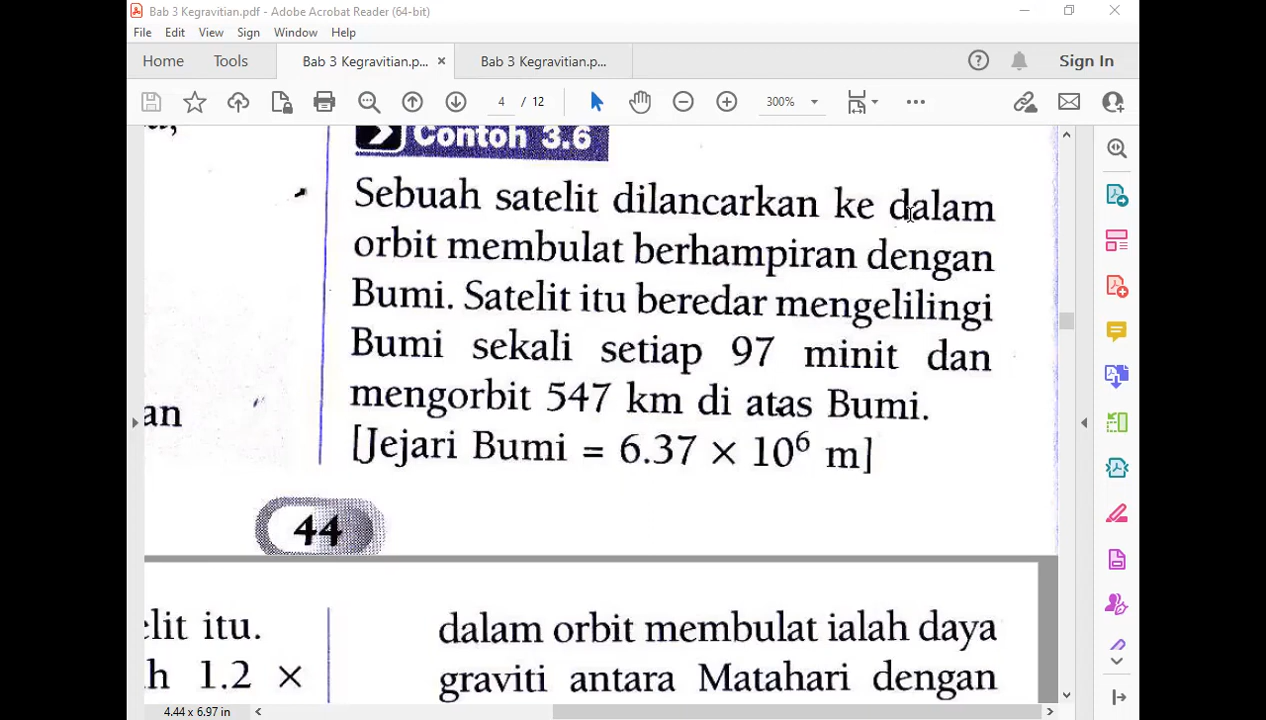 Bab 3 Kegravitian.pdf - Adobe Acrobat Reader (64-bit)
File Edit View Sign Window Help
Home Tools Bab 3 Kegravitian.p... × Bab 3 Kegravitian.p... Sign In
4 / 12 300%
Contoh 3.6
Sebuah satelit dilancarkan ke dalam
orbit membulat berhampiran dengan
Bumi. Satelit itu beredar mengelilingi
Bumi sekali setiap 97 minit dan
mengorbit 547 km di atas Bumi.
[Jejari Bumi = 6.37 × 10⁶ m]
an
44
elit itu.
1.2 ×
dalam orbit membulat ialah daya
graviti antara Matahari dengan
4.44 x 6.97 in